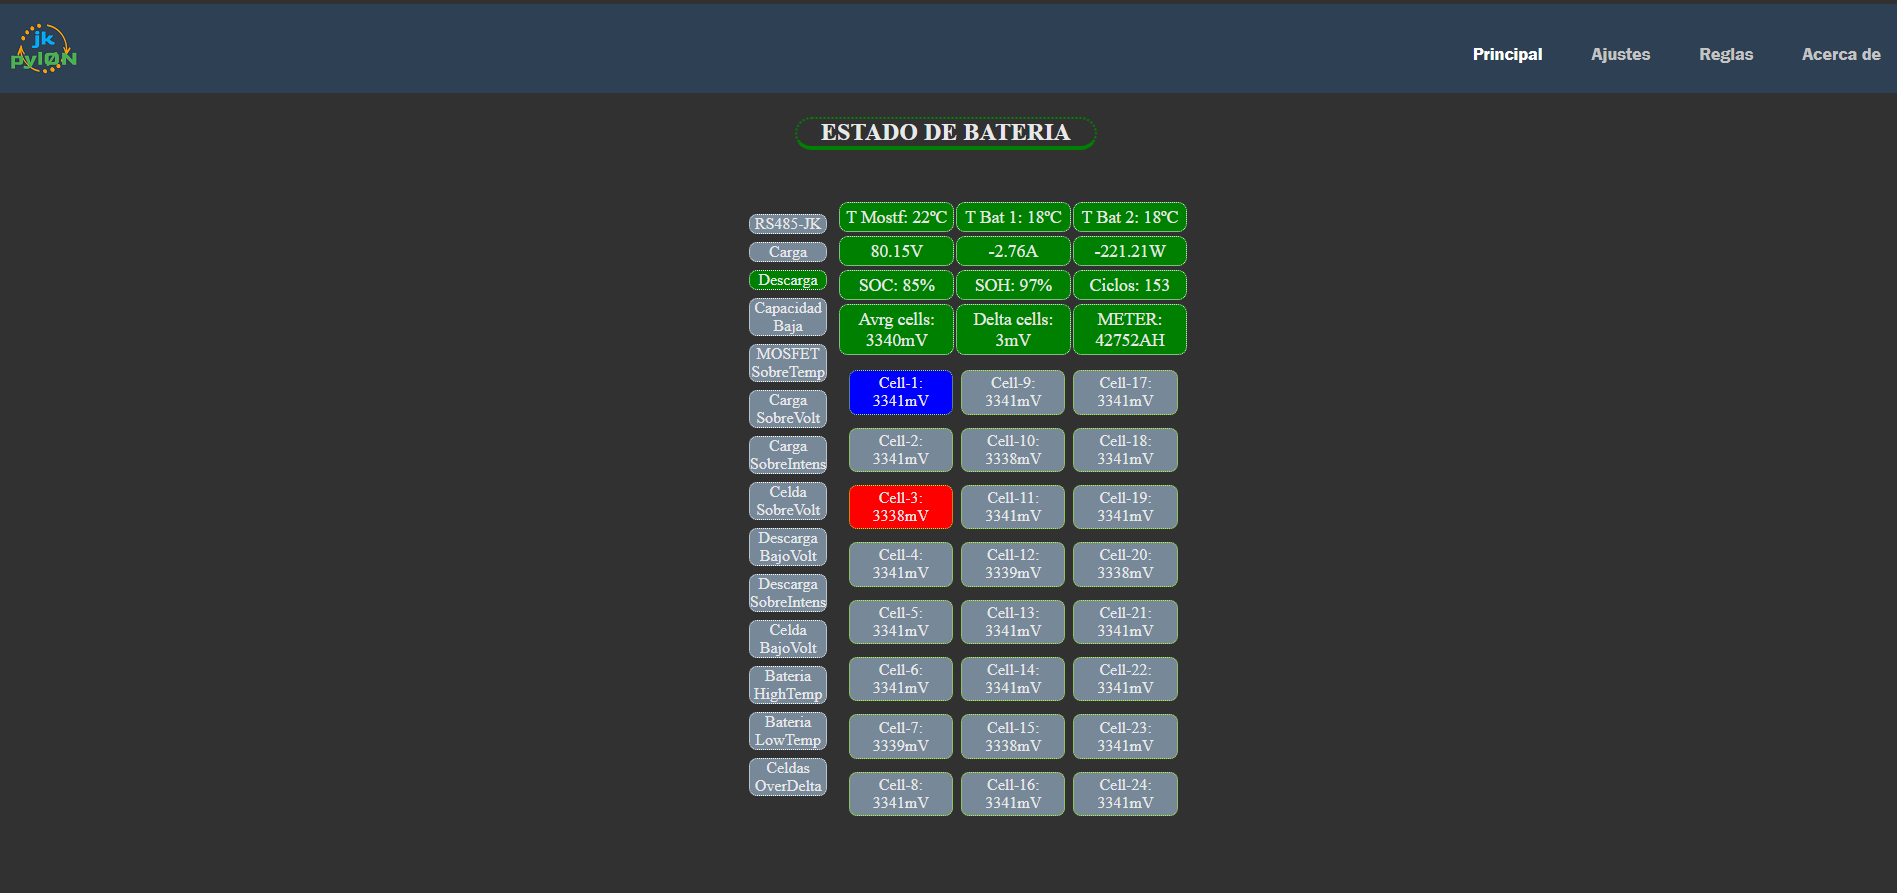 jk
pylØN
Principal
Ajustes
Reglas
Acerca de
ESTADO DE BATERIA
RS485-JK
Carga
Descarga
Capacidad
Baja
MOSFET
SobreTemp
Carga
SobreVolt
Carga
SobreIntens
Celda
SobreVolt
Descarga
BajoVolt
Descarga
SobreIntens
Celda
BajoVolt
Bateria
HighTemp
Bateria
LowTemp
Celdas
OverDelta
T Mostf: 22ºC
T Bat 1: 18ºC
T Bat 2: 18ºC
80.15V
-2.76A
-221.21W
SOC: 85%
SOH: 97%
Ciclos: 153
Avrg cells:
3340mV
Delta cells:
3mV
METER:
42752AH
Cell-1:
3341mV
Cell-9:
3341mV
Cell-17:
3341mV
Cell-2:
3341mV
Cell-10:
3338mV
Cell-18:
3341mV
Cell-3:
3338mV
Cell-11:
3341mV
Cell-19:
3341mV
Cell-4:
3341mV
Cell-12:
3339mV
Cell-20:
3338mV
Cell-5:
3341mV
Cell-13:
3341mV
Cell-21:
3341mV
Cell-6:
3341mV
Cell-14:
3341mV
Cell-22:
3341mV
Cell-7:
3339mV
Cell-15:
3338mV
Cell-23:
3341mV
Cell-8:
3341mV
Cell-16:
3341mV
Cell-24:
3341mV